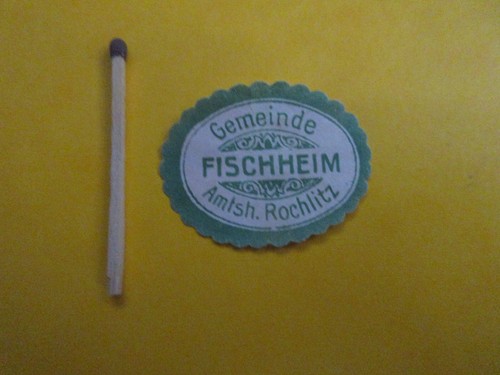 Gemeinde
FISCHHEIM
Amtsh. Rochlitz